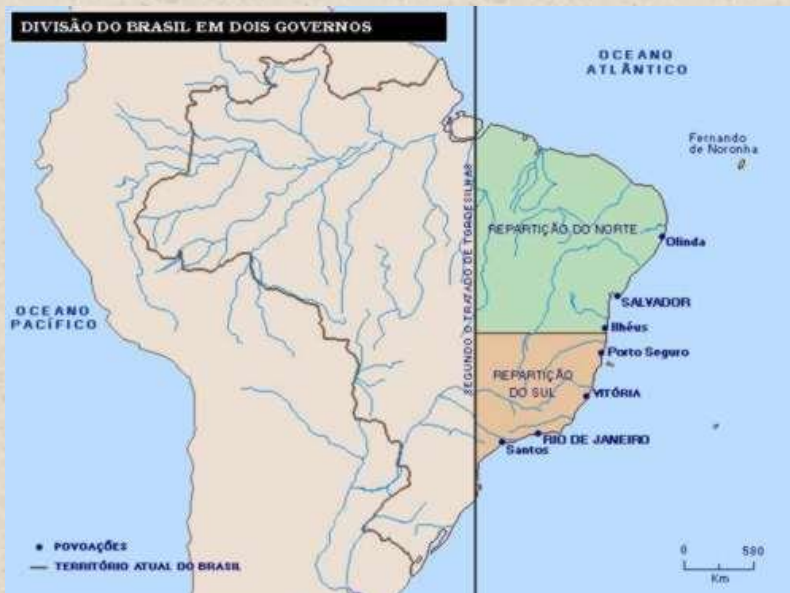 DIVISÃO DO BRASIL EM DOIS GOVERNOS
OCEANO
ATLÂNTICO
Fernando
de Noronha
SEGUNDO O TRATADO DE TORDESILHAS
REPARTIÇÃO DO NORTE
Olinda
SALVADOR
Ilhéus
Porto Seguro
OCEANO
PACÍFICO
REPARTIÇÃO
DO SUL
VITÓRIA
RIO DE JANEIRO
Santos
POVOAÇÕES
TERRITÓRIO ATUAL DO BRASIL
0 580
Km